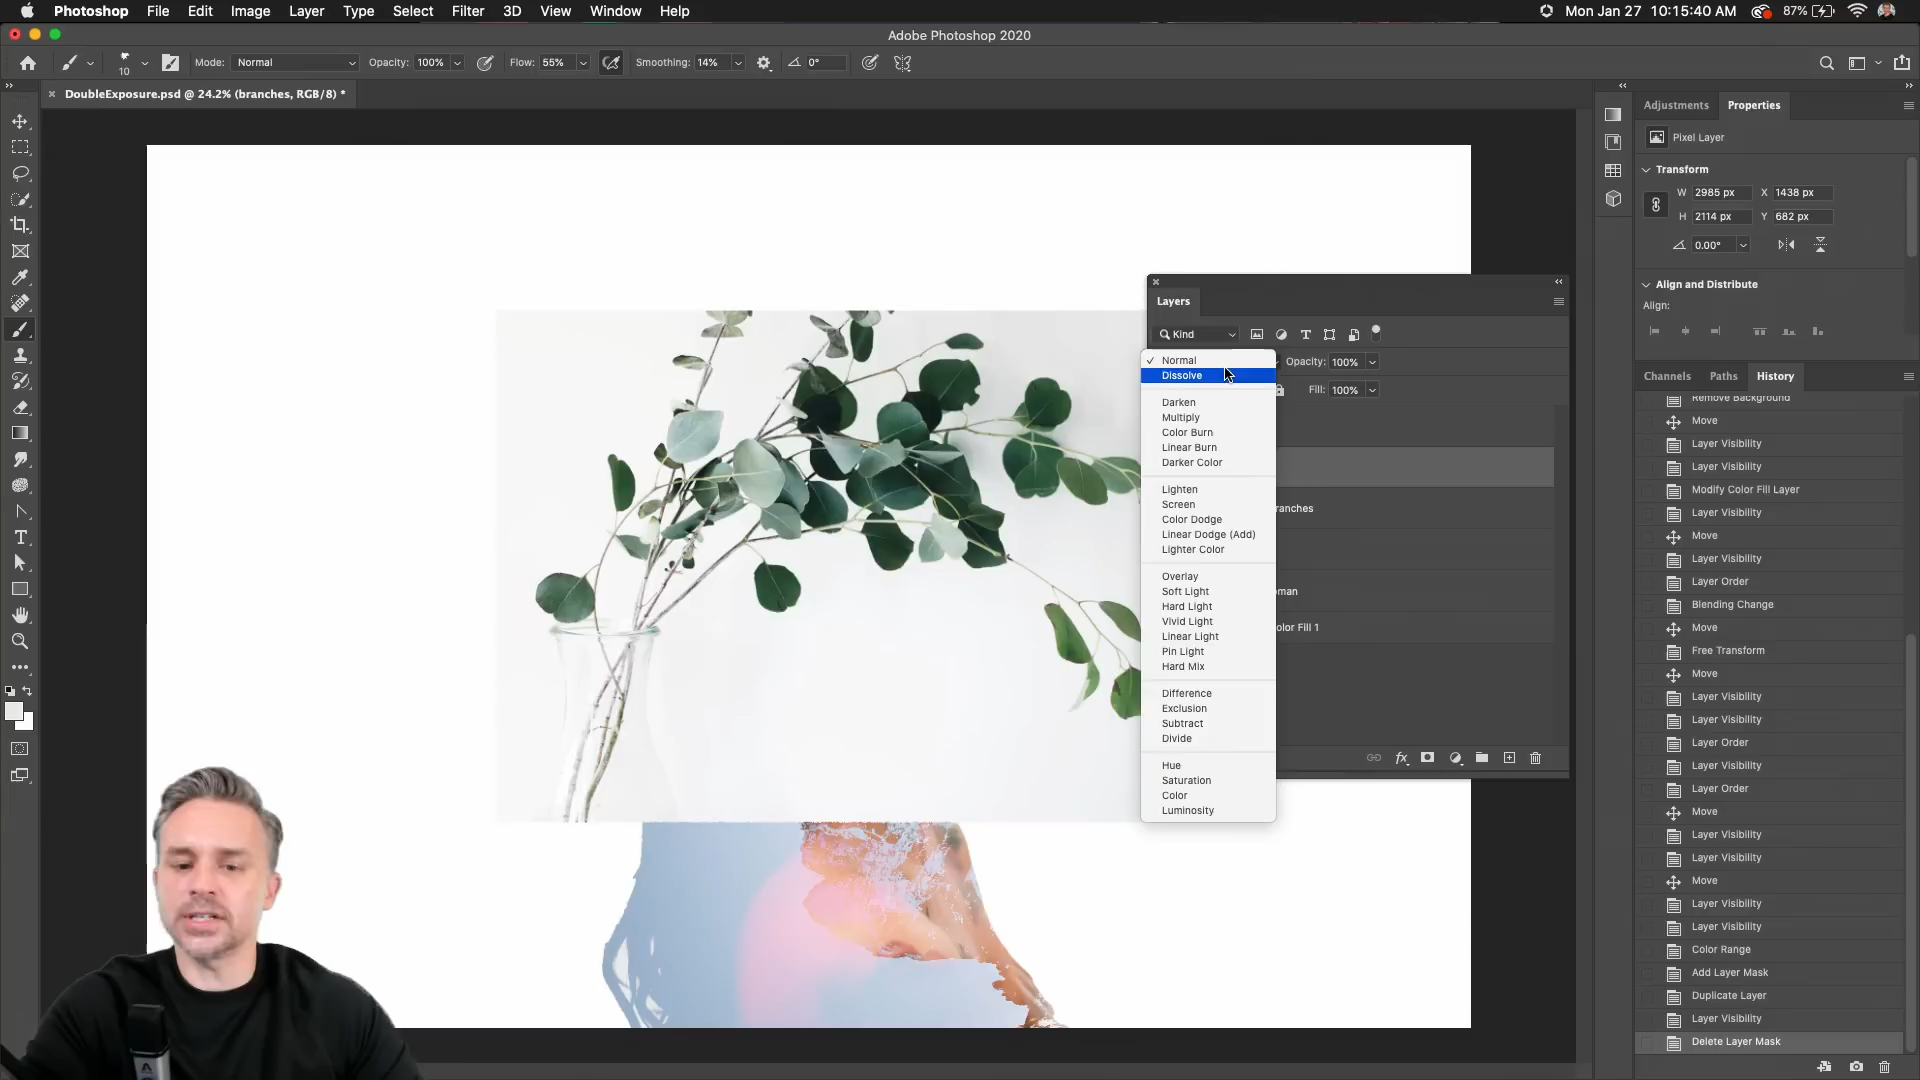 Photoshop File Edit Image Layer Type Select Filter 3D View Window Help Mon Jan 27 10:15:40 AM 87%
Adobe Photoshop 2020
10 Mode: Normal Opacity: 100% Flow: 55% Smoothing: 14% 0°
DoubleExposure.psd @ 24.2% (branches, RGB/8) *
Adjustments Properties
Pixel Layer
Transform
W 2985 px X 1438 px
H 2114 px Y 682 px
0.00°
Align and Distribute
Align:
Layers
Kind
Normal
Opacity: 100%
Dissolve
Fill: 100%
Darken
Multiply
Color Burn
Linear Burn
Darker Color
Lighten
Screen
Color Dodge
Linear Dodge (Add)
Lighter Color
Overlay
Soft Light
Hard Light
Vivid Light
Linear Light
Pin Light
Hard Mix
Difference
Exclusion
Subtract
Divide
Hue
Saturation
Color
Luminosity
ranches
oman
olor Fill 1
fx
Channels Paths History
Remove Background
Move
Layer Visibility
Layer Visibility
Modify Color Fill Layer
Layer Visibility
Move
Layer Visibility
Layer Order
Blending Change
Move
Free Transform
Move
Layer Visibility
Layer Visibility
Layer Order
Layer Visibility
Layer Order
Move
Layer Visibility
Layer Visibility
Move
Layer Visibility
Layer Visibility
Color Range
Add Layer Mask
Duplicate Layer
Layer Visibility
Delete Layer Mask